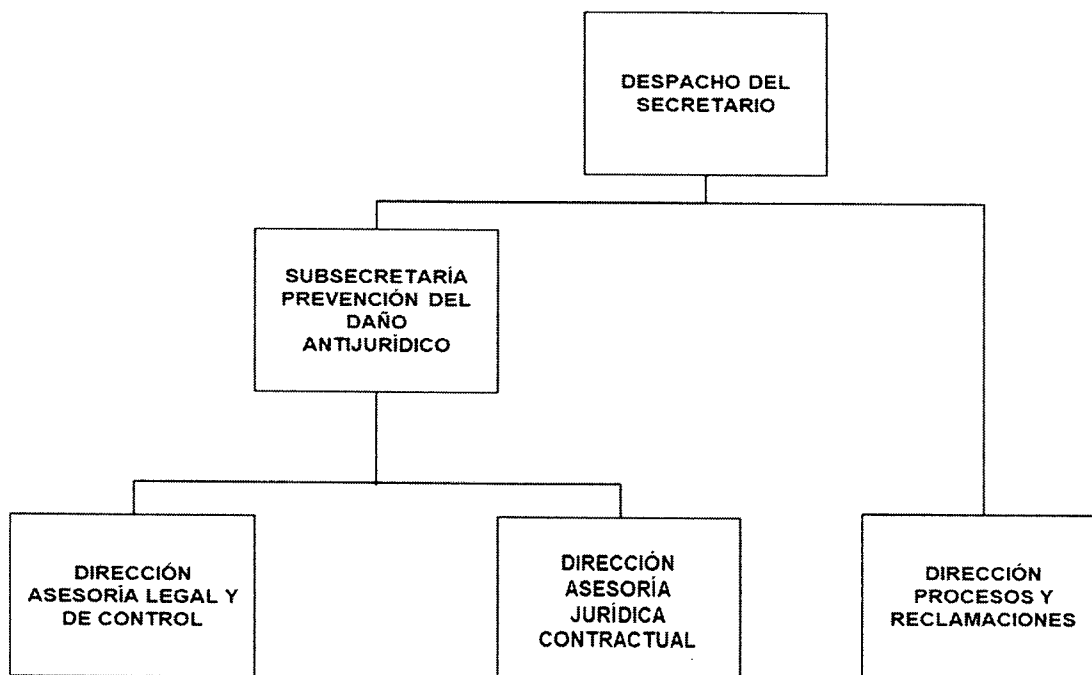 DESPACHO DEL
SECRETARIO
SUBSECRETARÍA
PREVENCIÓN DEL
DAÑO
ANTIJURÍDICO
DIRECCIÓN
ASESORÍA LEGAL Y
DE CONTROL
DIRECCIÓN
ASESORÍA
JURÍDICA
CONTRACTUAL
DIRECCIÓN
PROCESOS Y
RECLAMACIONES